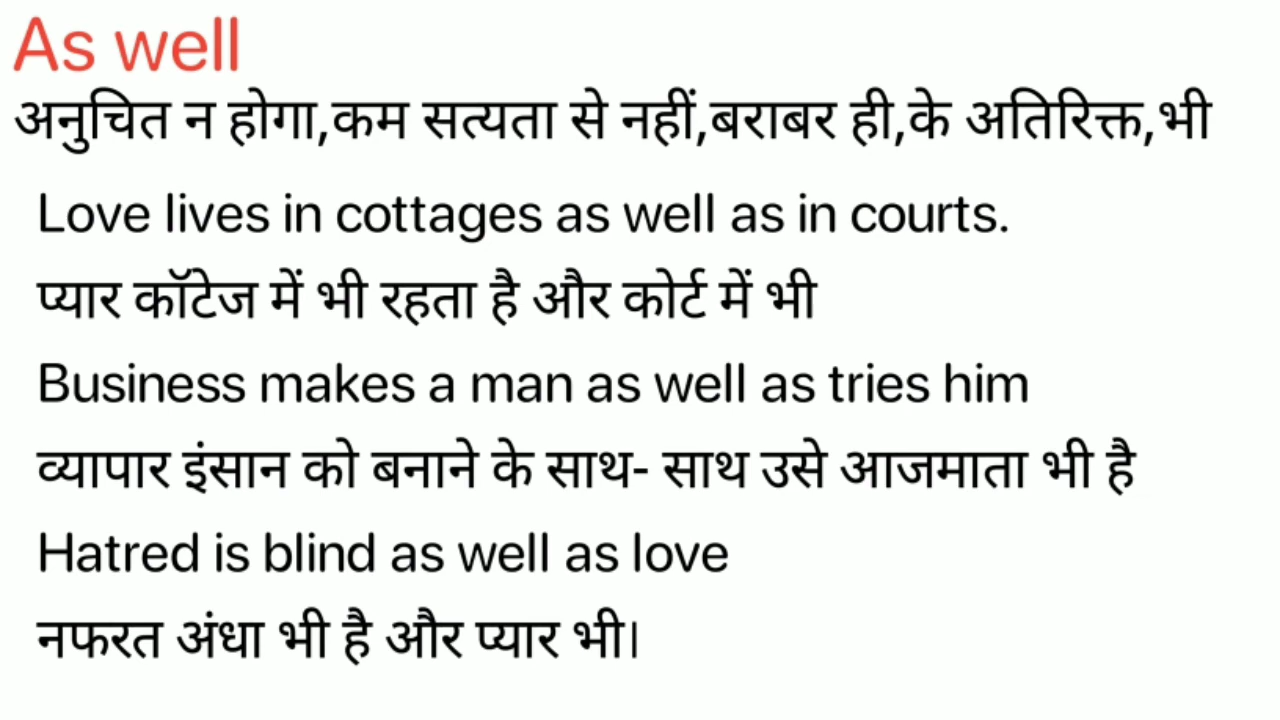 As well
अनुचित न होगा,कम सत्यता से नहीं,बराबर ही,के अतिरिक्त,भी
Love lives in cottages as well as in courts.
प्यार कॉटेज में भी रहता है और कोर्ट में भी
Business makes a man as well as tries him
व्यापार इंसान को बनाने के साथ- साथ उसे आजमाता भी है
Hatred is blind as well as love
नफरत अंधा भी है और प्यार भी।